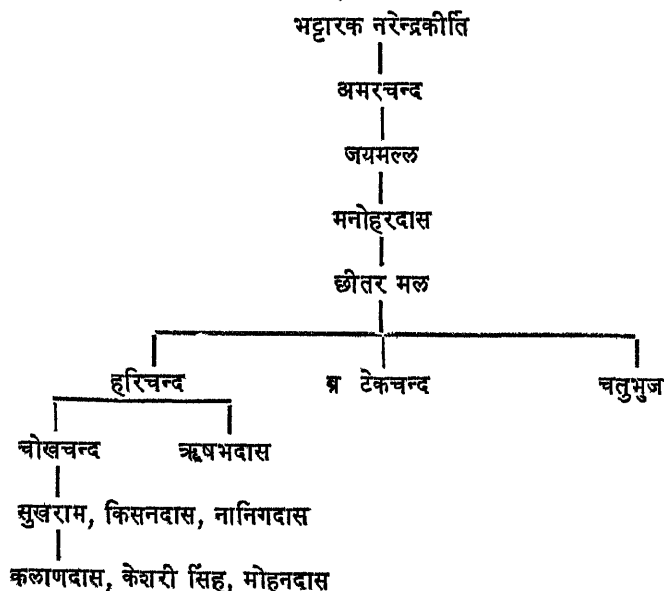 भट्टारक नरेन्द्रकीर्ति
अमरचन्द
जयमल्ल
मनोहरदास
छीतर मल
हरिचन्द ब्र टेकचन्द चतुभुज
चोखचन्द ऋषभदास
सुखराम, किसनदास, नानिगदास
कलाणदास, केशरी सिंह, मोहनदास